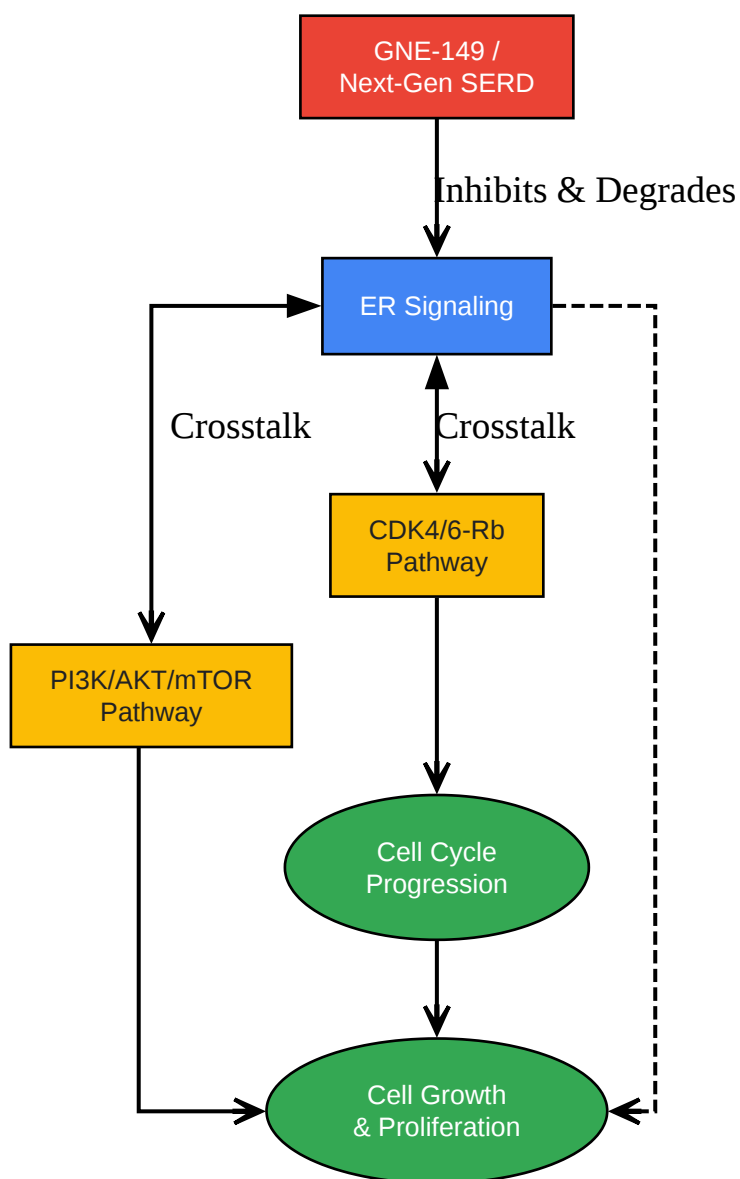 GNE-149 /
Next-Gen SERD
Inhibits & Degrades
ER Signaling
Crosstalk
Crosstalk
CDK4/6-Rb
Pathway
PI3K/AKT/mTOR
Pathway
Cell Cycle
Progression
Cell Growth
& Proliferation